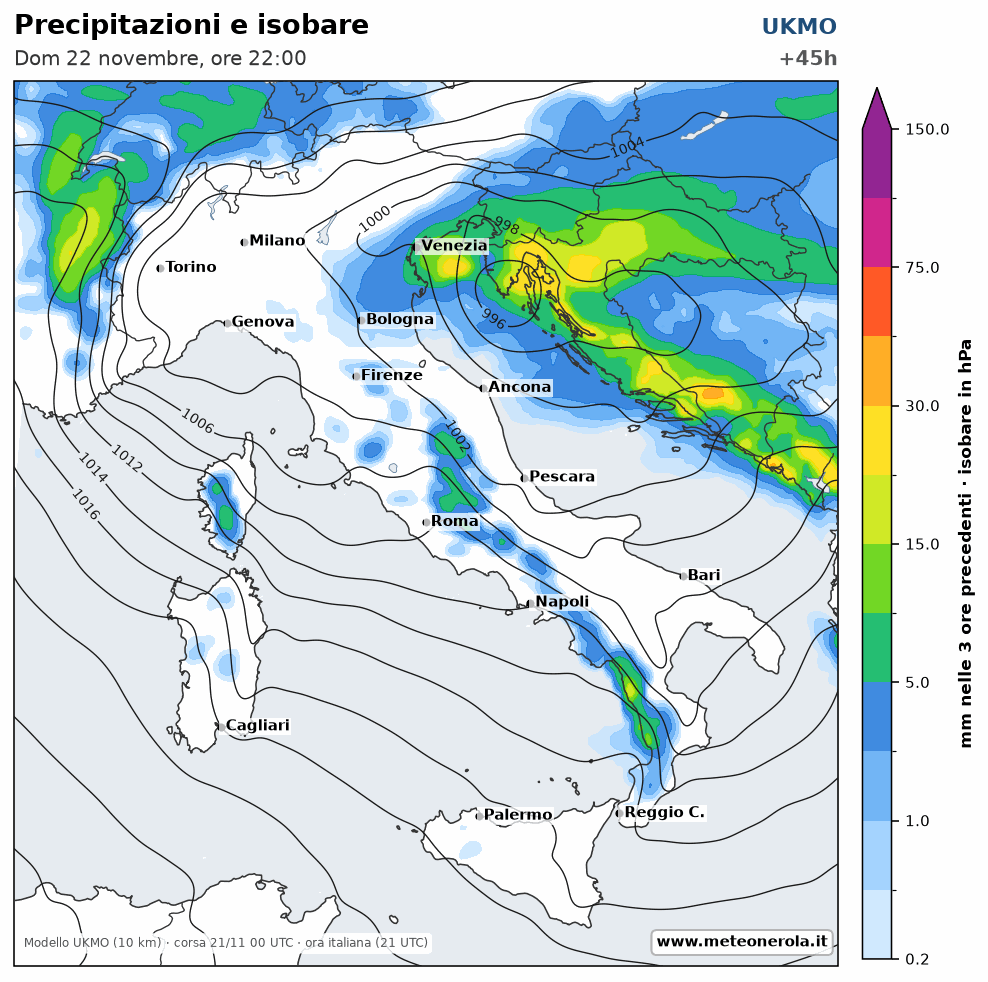 Precipitazioni e isobare
UKMO
Dom 22 novembre, ore 22:00
+45h
1004
1000
998
Venezia
Milano
Torino
996
Genova
Bologna
Firenze
Ancona
1006
1002
1012
1014
Pescara
1016
Roma
Bari
Napoli
Cagliari
Palermo
Reggio C.
Modello UKMO (10 km) · corsa 21/11 00 UTC · ora italiana (21 UTC)
www.meteonerola.it
150.0
75.0
30.0
15.0
5.0
1.0
0.2
mm nelle 3 ore precedenti · isobare in hPa